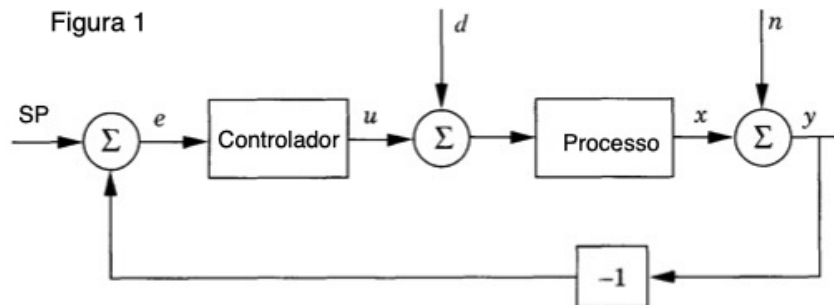 Figura 1
d
n
SP
Σ
e
Controlador
u
Σ
Processo
x
Σ
y
−1